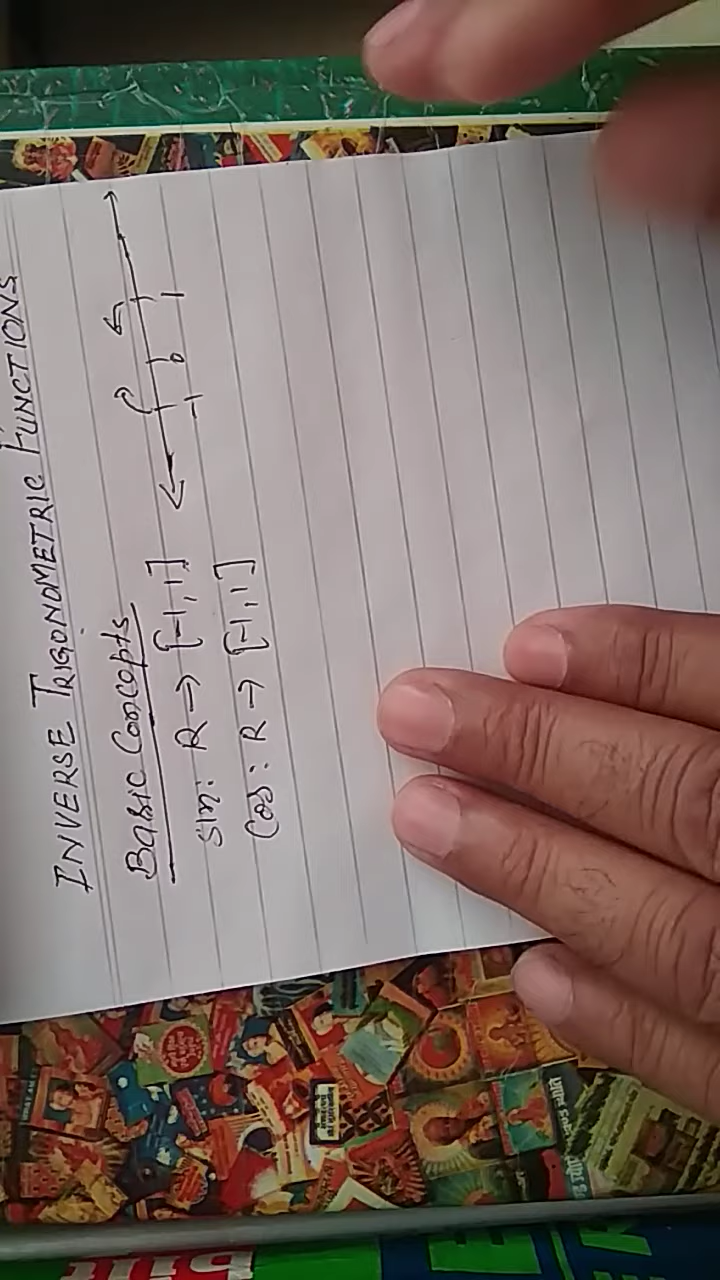 INVERSE TRIGONOMETRIC FUNCTIONS
Basic Concepts
-1 0 1
Sin: R → [-1, 1]
Cos: R → [-1, 1]